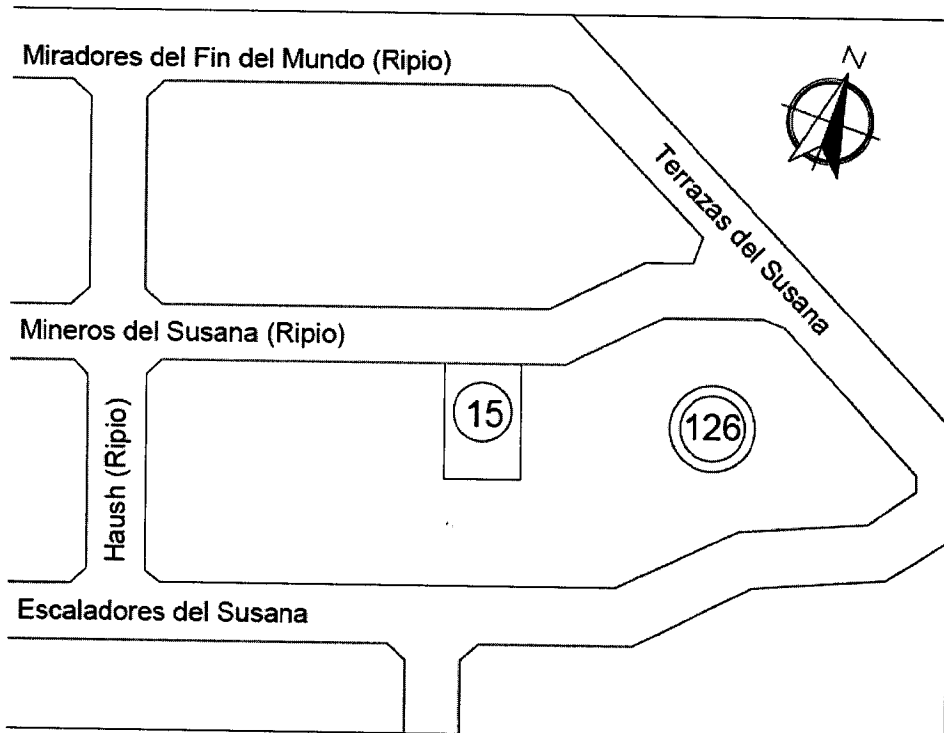 Miradores del Fin del Mundo (Ripio)
N
Terrazas del Susana
Mineros del Susana (Ripio)
15
126
Haush (Ripio)
Escaladores del Susana